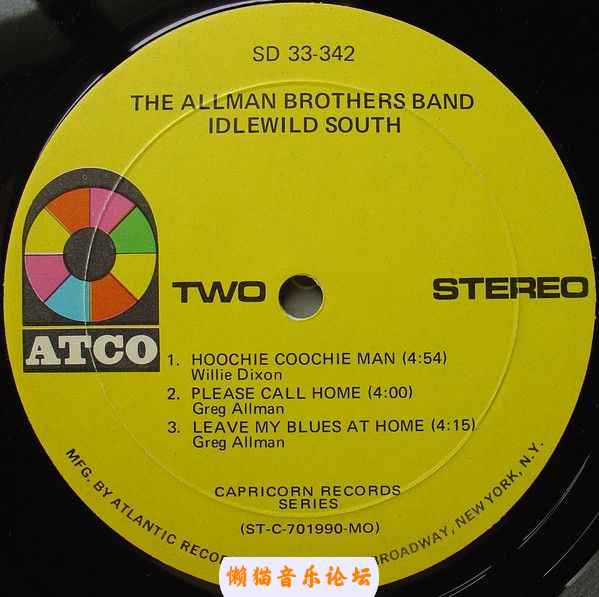 SD 33-342
THE ALLMAN BROTHERS BAND
IDLEWILD SOUTH
ATCO
TWO
STEREO
1. HOOCHIE COOCHIE MAN (4:54)
Willie Dixon
2. PLEASE CALL HOME (4:00)
Greg Allman
3. LEAVE MY BLUES AT HOME (4:15)
Greg Allman
CAPRICORN RECORDS
SERIES
(ST-C-701990-MO)
MFG. BY ATLANTIC BROADWAY, NEW YORK, N.Y.
懒猫音乐论坛